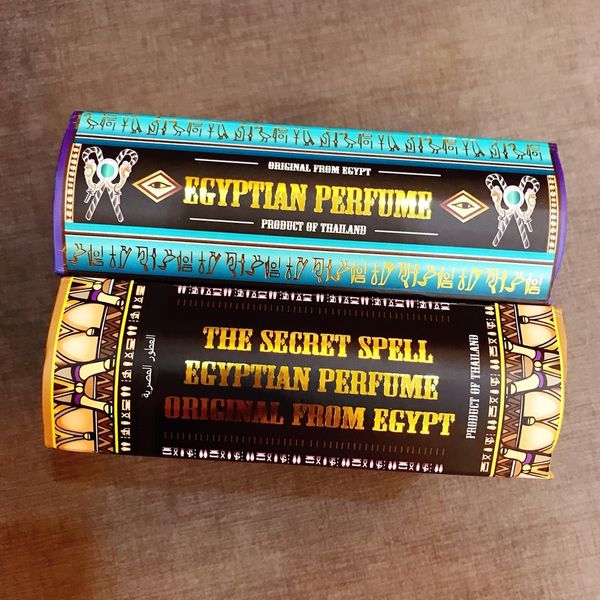 ORIGINAL FROM EGYPT
EGYPTIAN PERFUME
PRODUCT OF THAILAND
THE SECRET SPELL
EGYPTIAN PERFUME
ORIGINAL FROM EGYPT
العطور المصرية
PRODUCT OF THAILAND